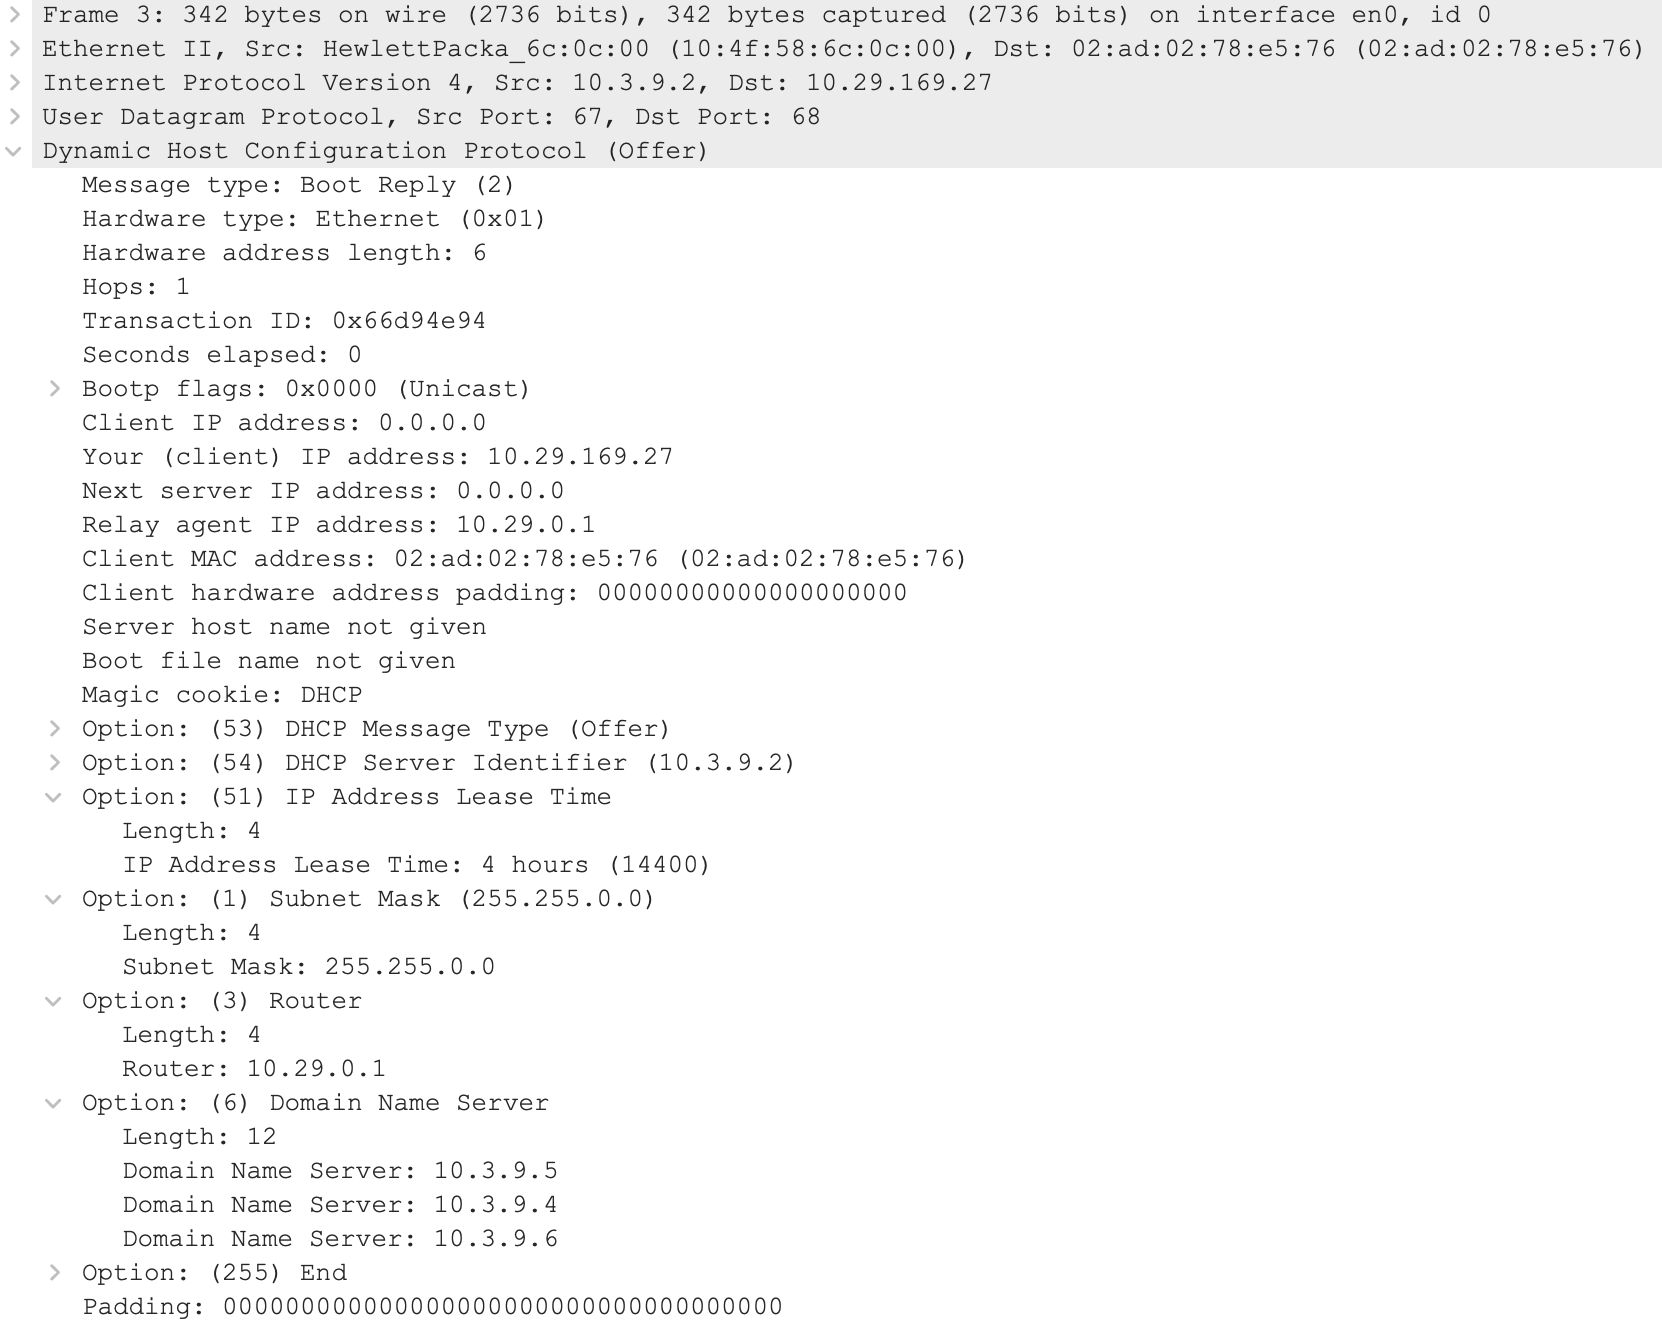 Frame 3: 342 bytes on wire (2736 bits), 342 bytes captured (2736 bits) on interface en0, id 0
Ethernet II, Src: HewlettPacka_6c:0c:00 (10:4f:58:6c:0c:00), Dst: 02:ad:02:78:e5:76 (02:ad:02:78:e5:76)
Internet Protocol Version 4, Src: 10.3.9.2, Dst: 10.29.169.27
User Datagram Protocol, Src Port: 67, Dst Port: 68
Dynamic Host Configuration Protocol (Offer)
Message type: Boot Reply (2)
Hardware type: Ethernet (0x01)
Hardware address length: 6
Hops: 1
Transaction ID: 0x66d94e94
Seconds elapsed: 0
Bootp flags: 0x0000 (Unicast)
Client IP address: 0.0.0.0
Your (client) IP address: 10.29.169.27
Next server IP address: 0.0.0.0
Relay agent IP address: 10.29.0.1
Client MAC address: 02:ad:02:78:e5:76 (02:ad:02:78:e5:76)
Client hardware address padding: 00000000000000000000
Server host name not given
Boot file name not given
Magic cookie: DHCP
Option: (53) DHCP Message Type (Offer)
Option: (54) DHCP Server Identifier (10.3.9.2)
Option: (51) IP Address Lease Time
Length: 4
IP Address Lease Time: 4 hours (14400)
Option: (1) Subnet Mask (255.255.0.0)
Length: 4
Subnet Mask: 255.255.0.0
Option: (3) Router
Length: 4
Router: 10.29.0.1
Option: (6) Domain Name Server
Length: 12
Domain Name Server: 10.3.9.5
Domain Name Server: 10.3.9.4
Domain Name Server: 10.3.9.6
Option: (255) End
Padding: 000000000000000000000000000000000000